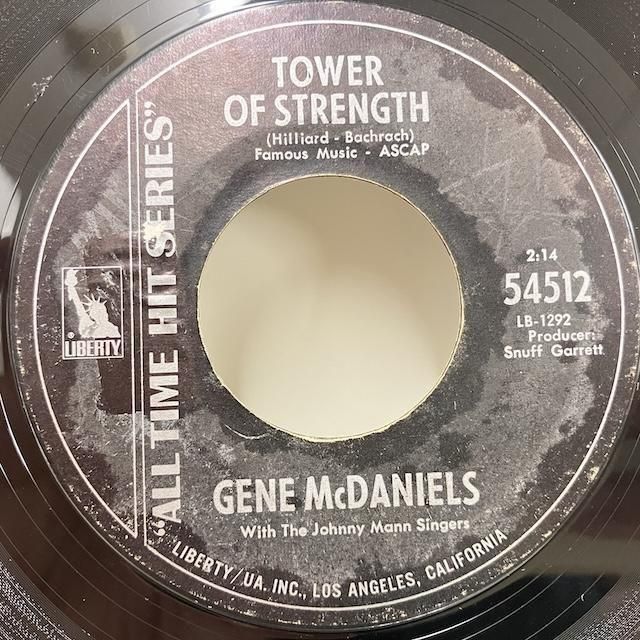 TOWER
OF STRENGTH
(Hilliard - Bachrach)
Famous Music - ASCAP
"ALL TIME HIT SERIES"
® LIBERTY
2:14
54512
LB-1292
Producer:
Snuff Garrett
GENE McDANIELS
With The Johnny Mann Singers
LIBERTY/UA. INC., LOS ANGELES, CALIFORNIA